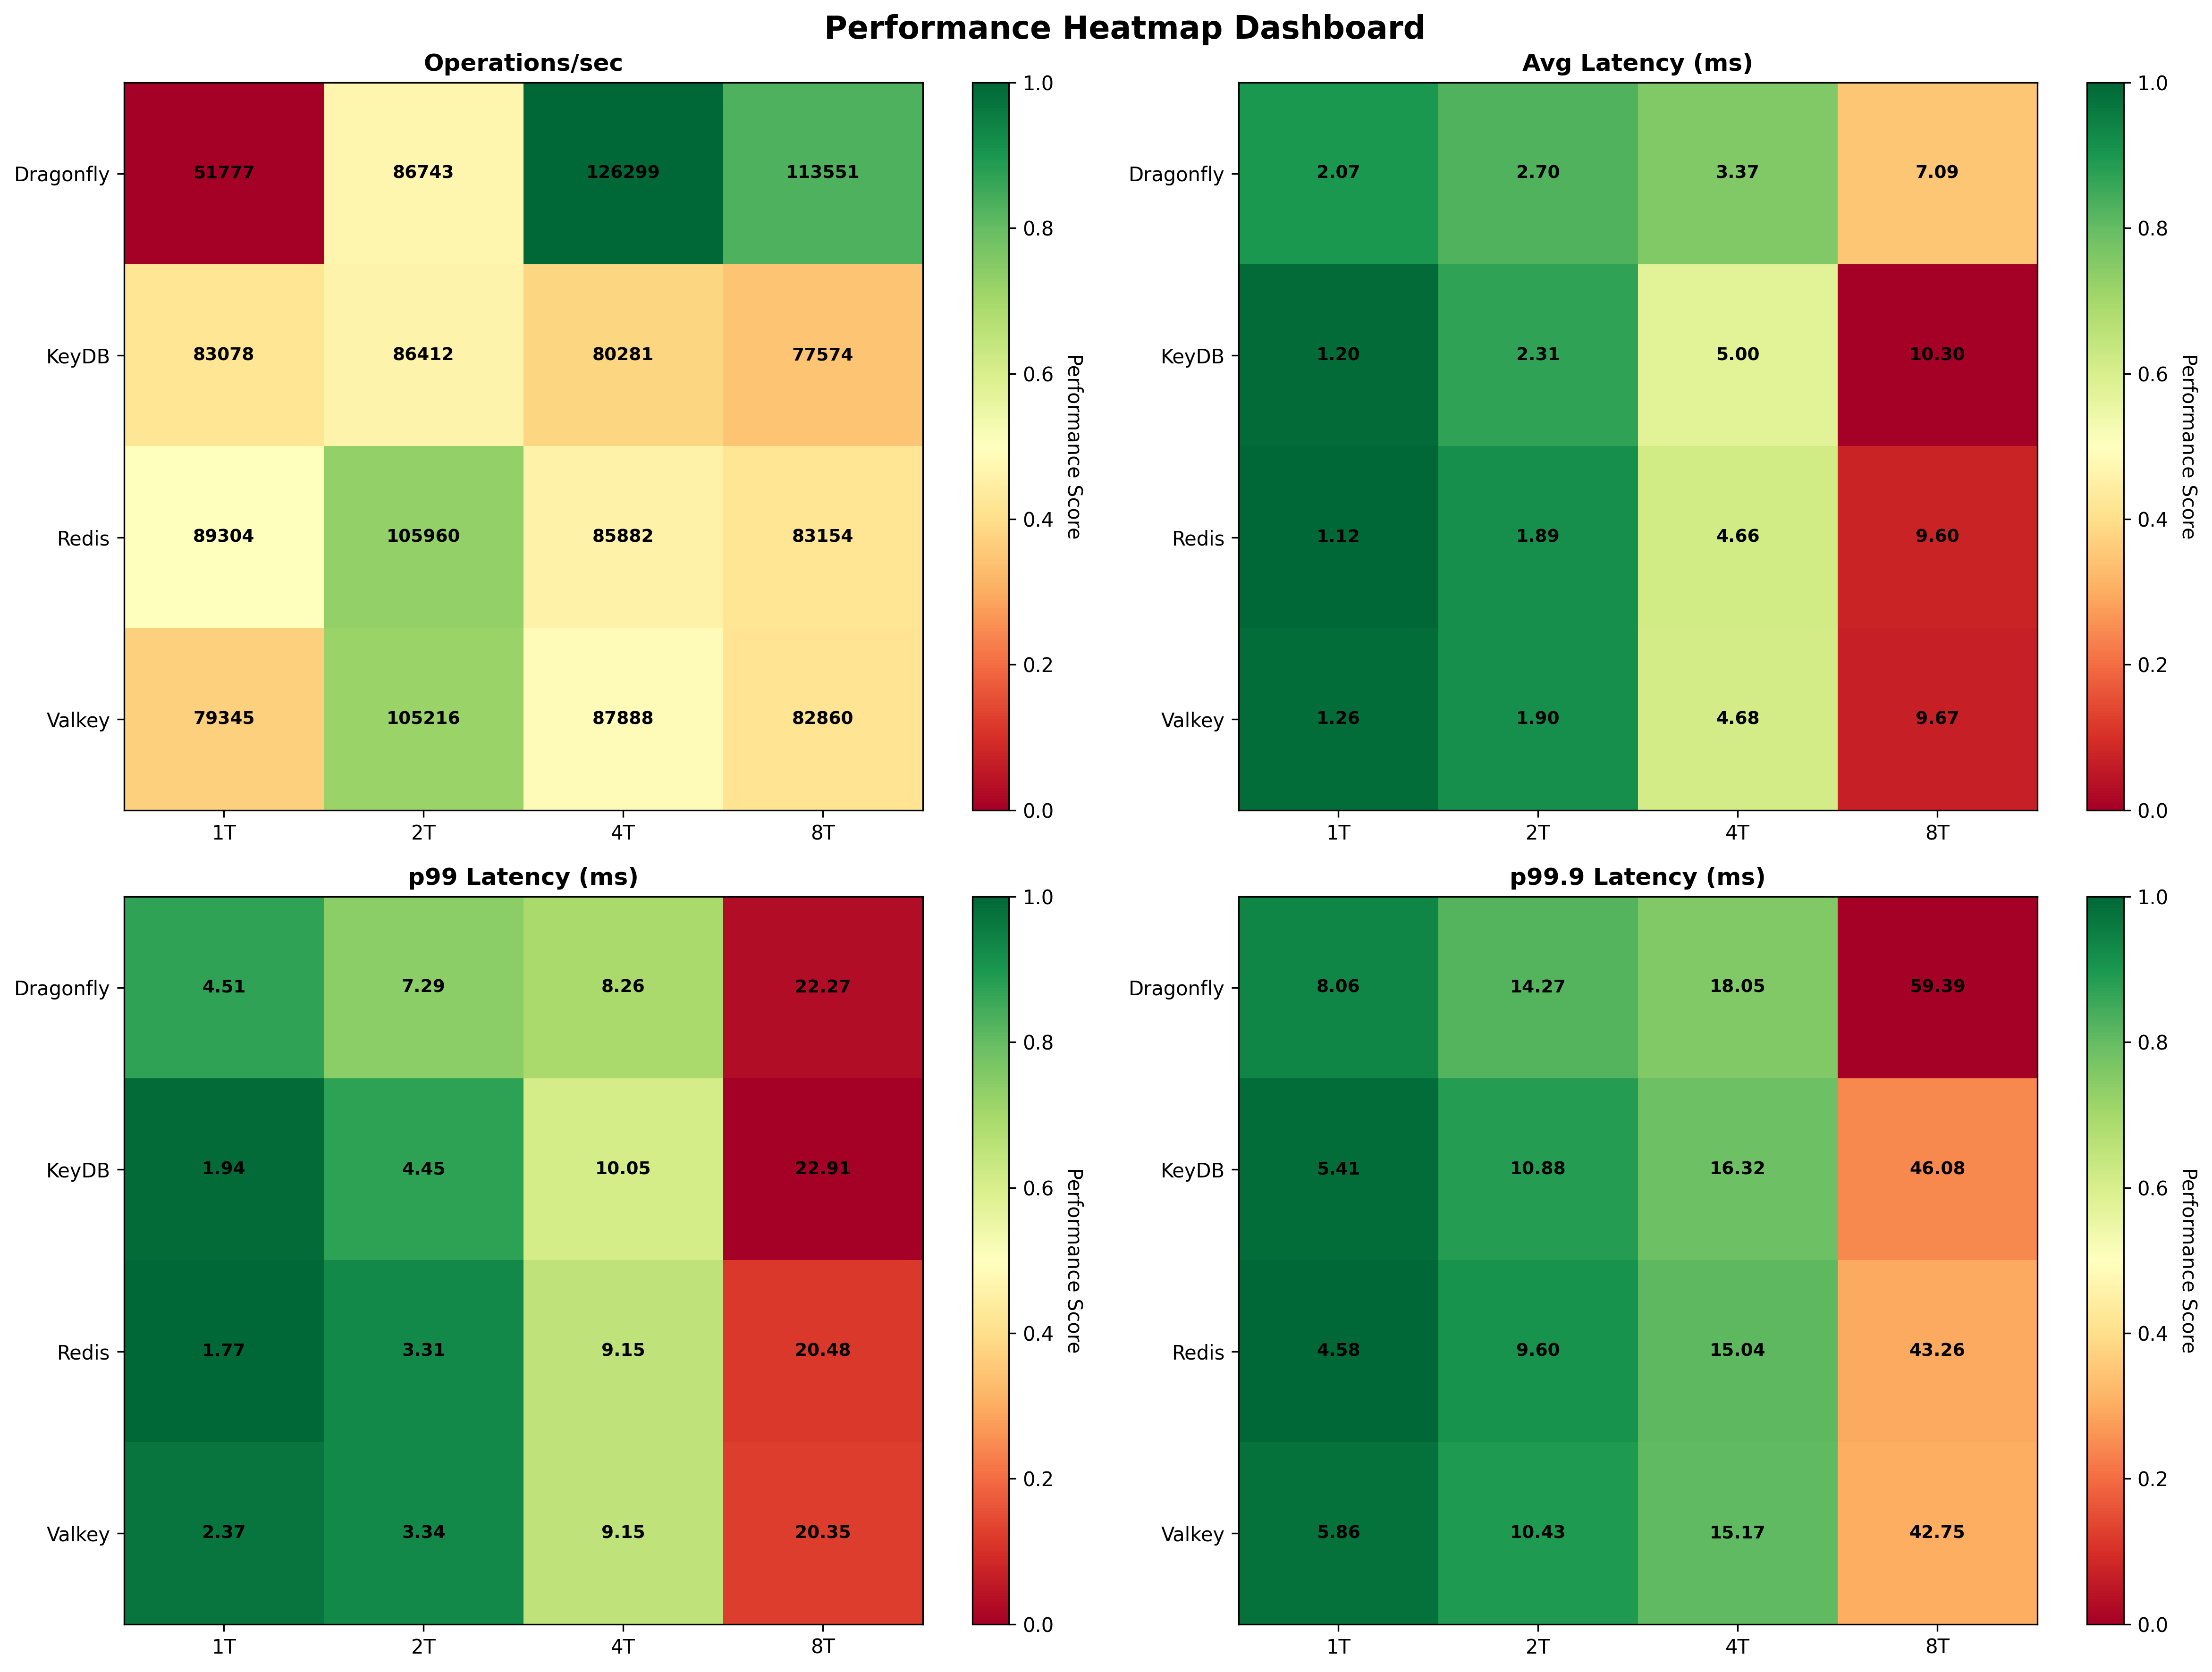 Performance Heatmap Dashboard
Operations/sec
Dragonfly 51777 86743 126299 113551
KeyDB 83078 86412 80281 77574
Redis 89304 105960 85882 83154
Valkey 79345 105216 87888 82860
1T 2T 4T 8T
1.0
0.8
0.6
0.4
0.2
0.0
Performance Score
Avg Latency (ms)
Dragonfly 2.07 2.70 3.37 7.09
KeyDB 1.20 2.31 5.00 10.30
Redis 1.12 1.89 4.66 9.60
Valkey 1.26 1.90 4.68 9.67
1T 2T 4T 8T
1.0
0.8
0.6
0.4
0.2
0.0
Performance Score
p99 Latency (ms)
Dragonfly 4.51 7.29 8.26 22.27
KeyDB 1.94 4.45 10.05 22.91
Redis 1.77 3.31 9.15 20.48
Valkey 2.37 3.34 9.15 20.35
1T 2T 4T 8T
1.0
0.8
0.6
0.4
0.2
0.0
Performance Score
p99.9 Latency (ms)
Dragonfly 8.06 14.27 18.05 59.39
KeyDB 5.41 10.88 16.32 46.08
Redis 4.58 9.60 15.04 43.26
Valkey 5.86 10.43 15.17 42.75
1T 2T 4T 8T
1.0
0.8
0.6
0.4
0.2
0.0
Performance Score